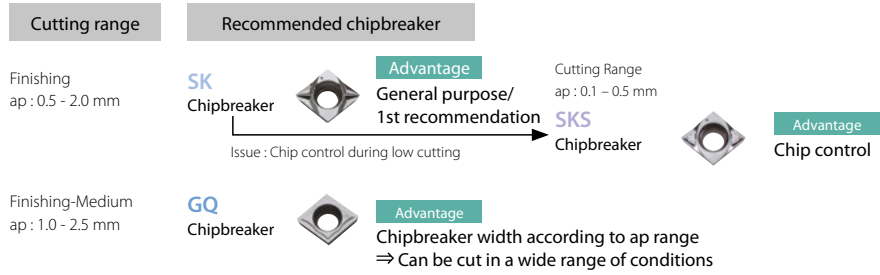 Cutting range
Recommended chipbreaker
Finishing
ap : 0.5 - 2.0 mm
SK
Chipbreaker
Advantage
General purpose/
1st recommendation
Issue : Chip control during low cutting
Cutting Range
ap : 0.1 – 0.5 mm
SKS
Chipbreaker
Advantage
Chip control
Finishing-Medium
ap : 1.0 - 2.5 mm
GQ
Chipbreaker
Advantage
Chipbreaker width according to ap range
⇒ Can be cut in a wide range of conditions